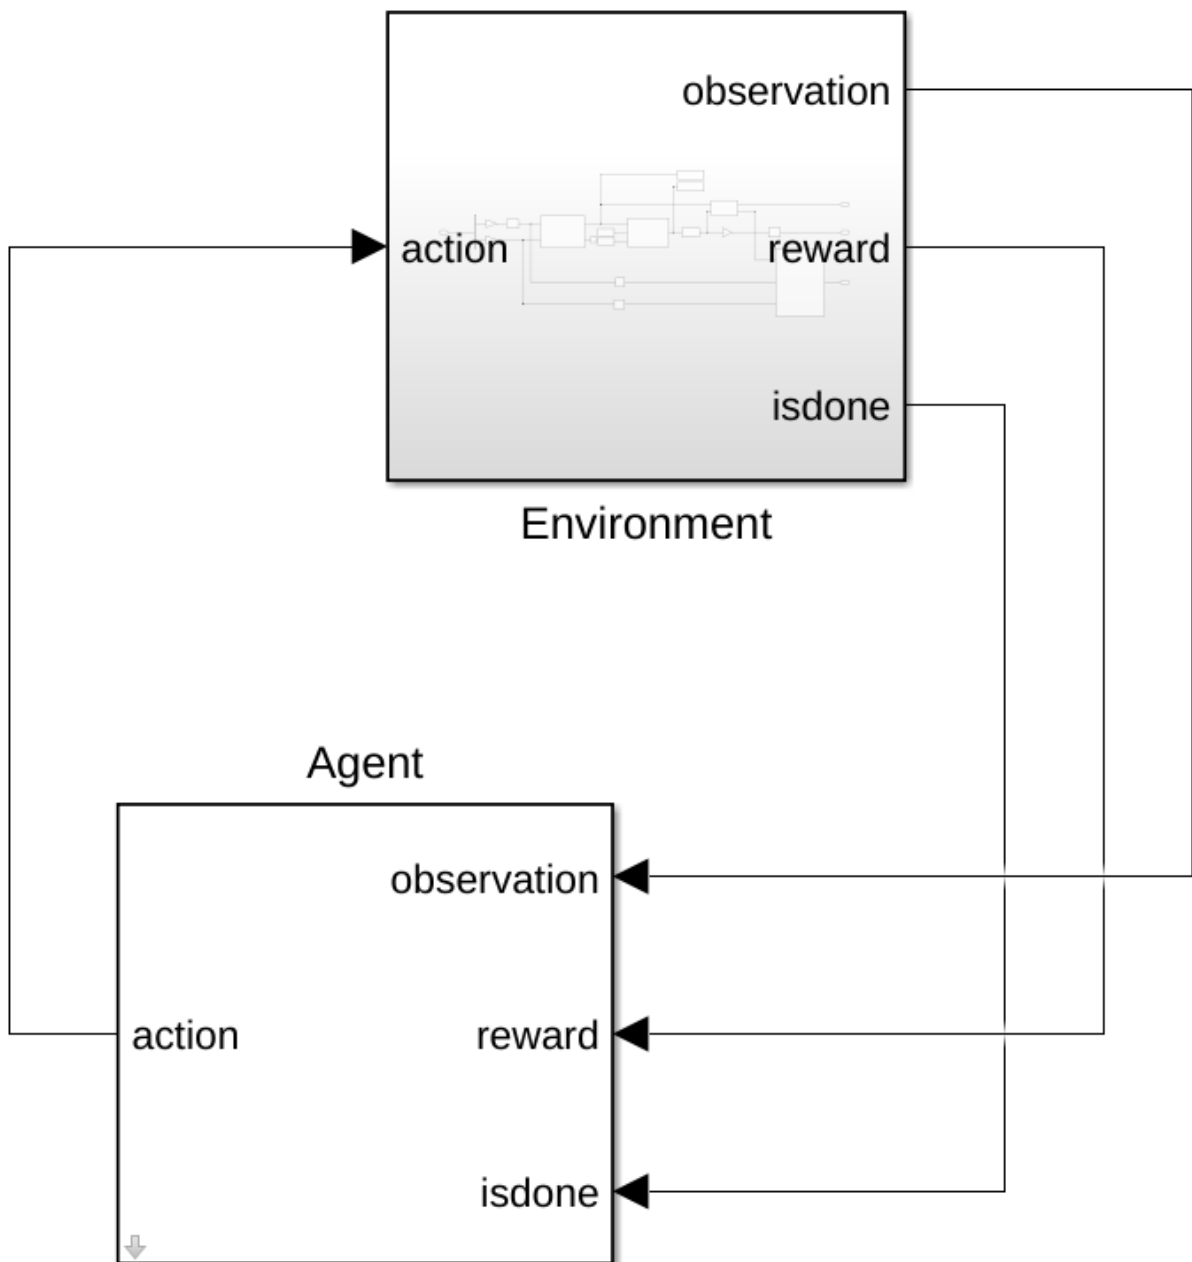 observation
action
reward
isdone
Environment
Agent
observation
action
reward
isdone